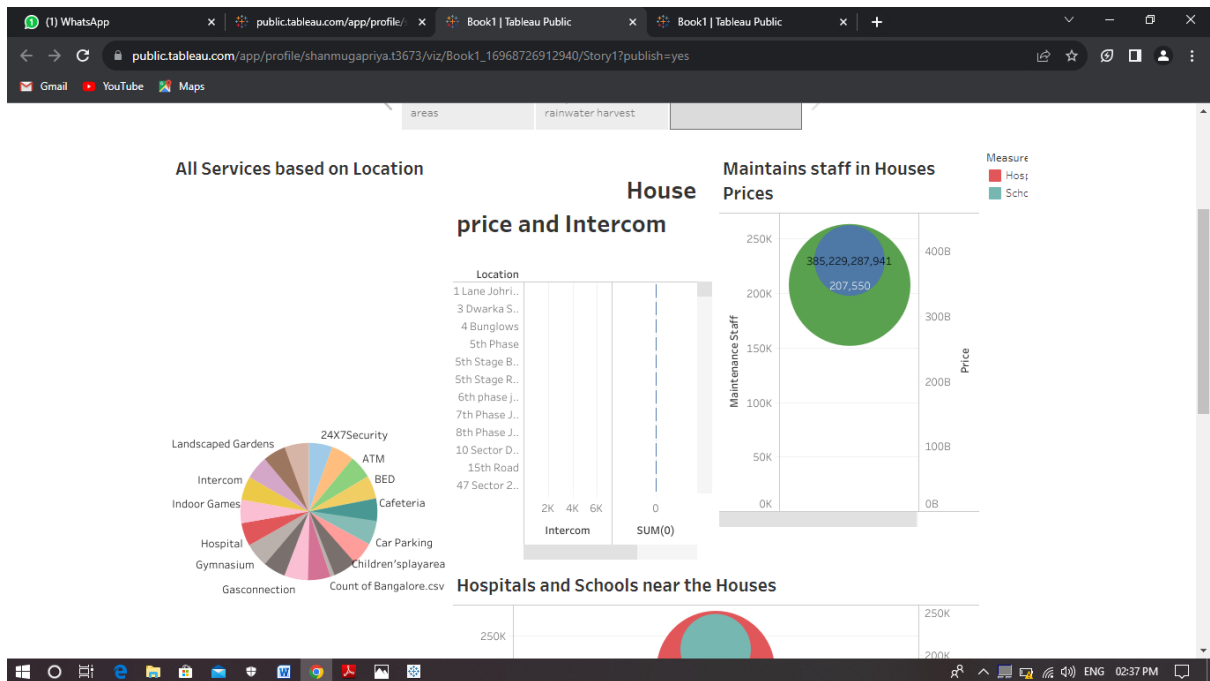 (1) WhatsApp
public.tableau.com/app/profile/
Book1 | Tableau Public
Book1 | Tableau Public
public.tableau.com/app/profile/shanmugapriya.t3673/viz/Book1_16968726912940/Story1?publish=yes
Gmail
YouTube
Maps
areas
rainwater harvest
All Services based on Location
Landscaped Gardens
24X7Security
ATM
Intercom
BED
Indoor Games
Cafeteria
Hospital
Car Parking
Gymnasium
Children'splayarea
Gasconnection
Count of Bangalore.csv
House
price and Intercom
Location
1 Lane Johri..
3 Dwarka S..
4 Bunglows
5th Phase
5th Stage B..
5th Stage R..
6th phase j..
7th Phase J..
8th Phase J..
10 Sector D..
15th Road
47 Sector 2..
2K 4K 6K
0
Intercom
SUM(0)
Maintains staff in Houses
Prices
250K
200K
150K
100K
50K
0K
Maintenance Staff
385,229,287,941
207,550
400B
300B
200B
100B
0B
Price
Measure
Hosp
Scho
Hospitals and Schools near the Houses
250K
250K
200K
ENG
02:37 PM